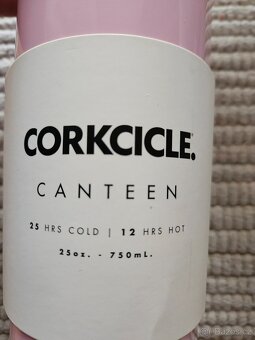 CORKCICLE.
CANTEEN
25 HRS COLD | 12 HRS HOT
25oz. - 750mL.